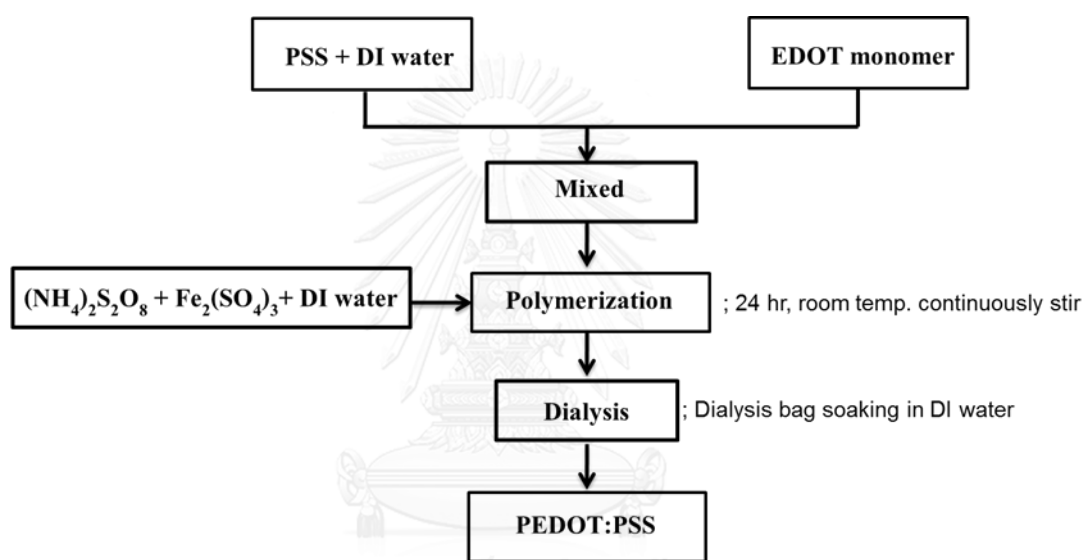 PSS + DI water
EDOT monomer
Mixed
(NH₄)₂S₂O₈ + Fe₂(SO₄)₃+ DI water
Polymerization
; 24 hr, room temp. continuously stir
Dialysis
; Dialysis bag soaking in DI water
PEDOT:PSS